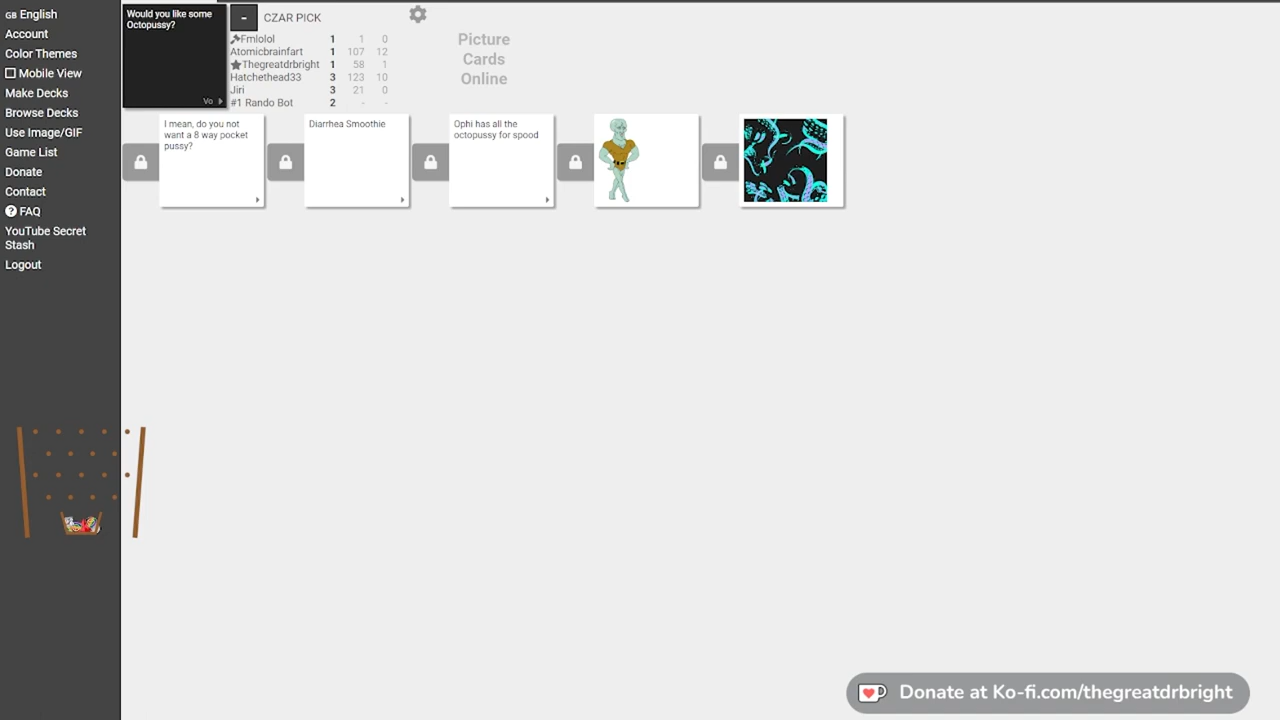 GB English
Account
Color Themes
Mobile View
Make Decks
Browse Decks
Use Image/GIF
Game List
Donate
Contact
? FAQ
YouTube Secret
Stash
Logout
Would you like some
Octopussy?
Vo
-
CZAR PICK
Fmlolol 1 1 0
Atomicbrainfart 1 107 12
Thegreatdrbright 1 58 1
Hatchethead33 3 123 10
Jiri 3 21 0
#1 Rando Bot 2 - -
Picture
Cards
Online
I mean, do you not
want a 8 way pocket
pussy?
Diarrhea Smoothie
Ophi has all the
octopussy for spood
Donate at Ko-fi.com/thegreatdrbright